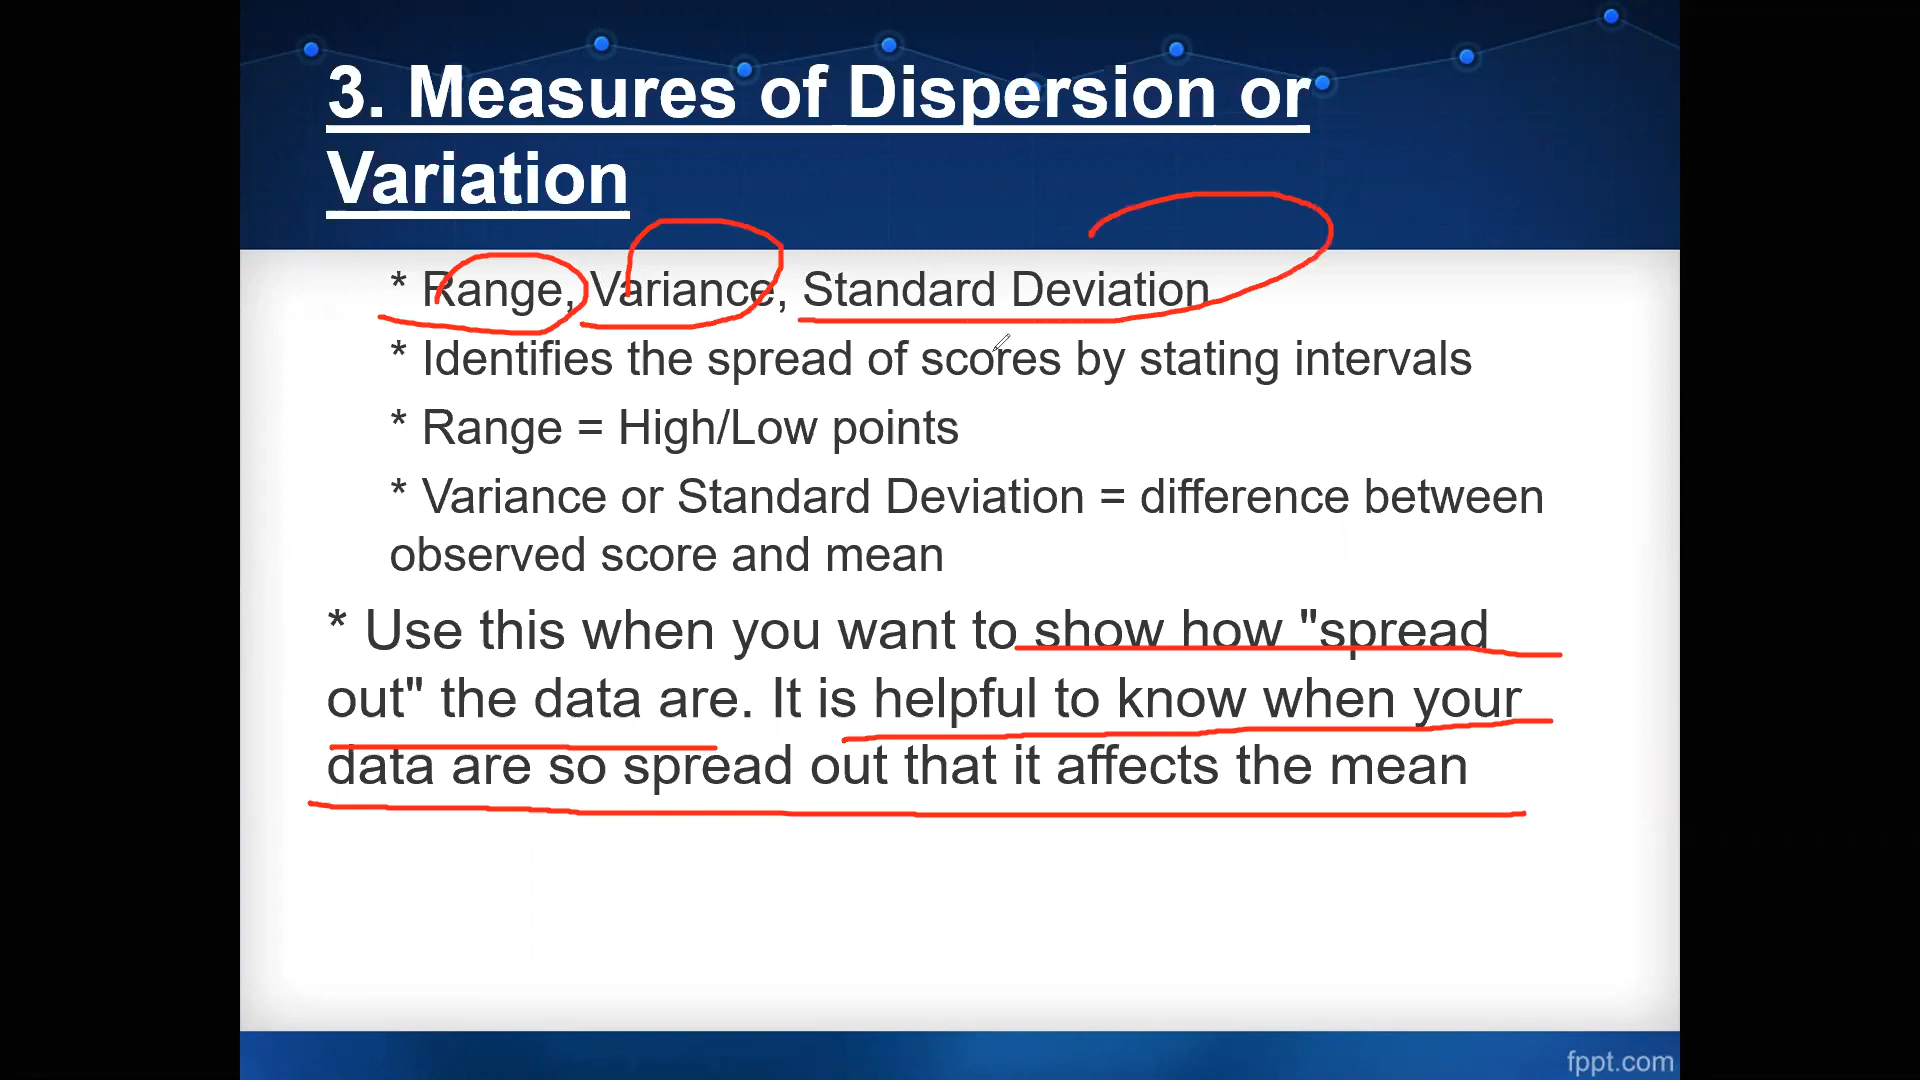 3. Measures of Dispersion or
Variation
* Range, Variance, Standard Deviation
* Identifies the spread of scores by stating intervals
* Range = High/Low points
* Variance or Standard Deviation = difference between
observed score and mean
* Use this when you want to show how "spread
out" the data are. It is helpful to know when your
data are so spread out that it affects the mean
fppt.com